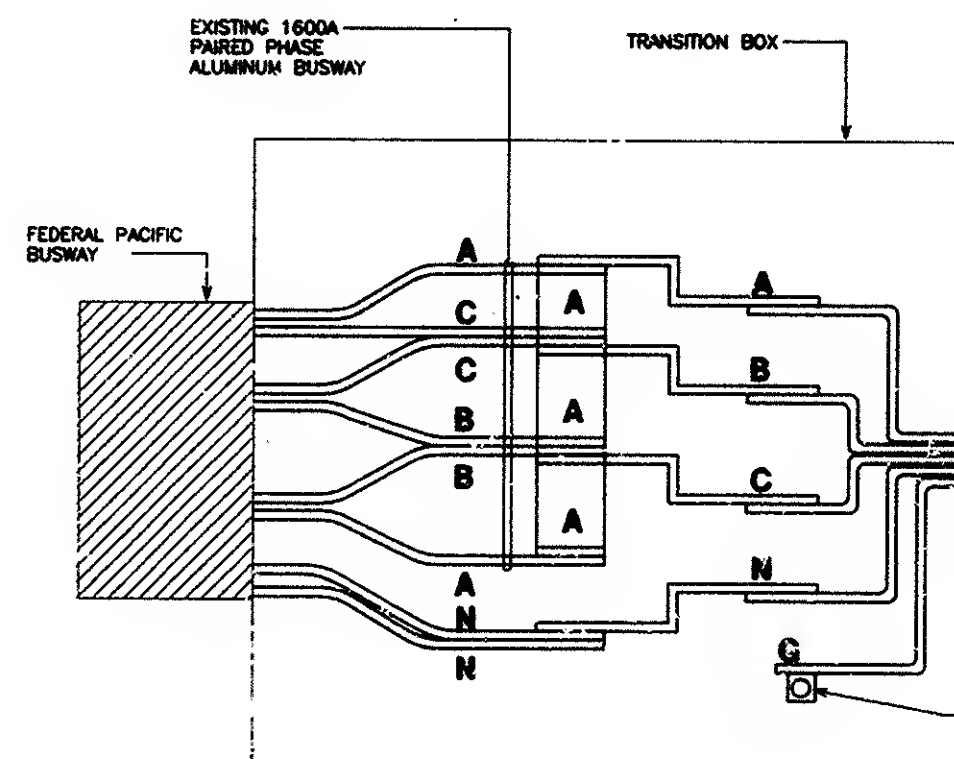 EXISTING 1600A
PAIRED PHASE
ALUMINUM BUSWAY
TRANSITION BOX
FEDERAL PACIFIC
BUSWAY
A
A
A
C
C
B
A
B
B
C
A
A
N
N
N
G